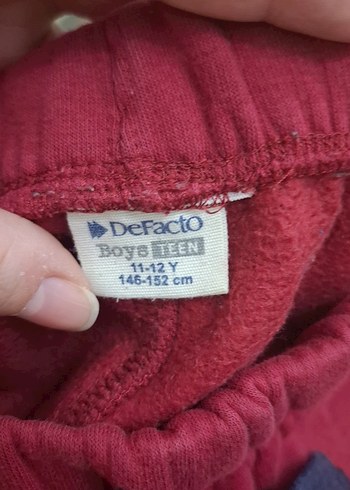 DeFacto
Boys TEEN
11-12 Y
146-152 cm